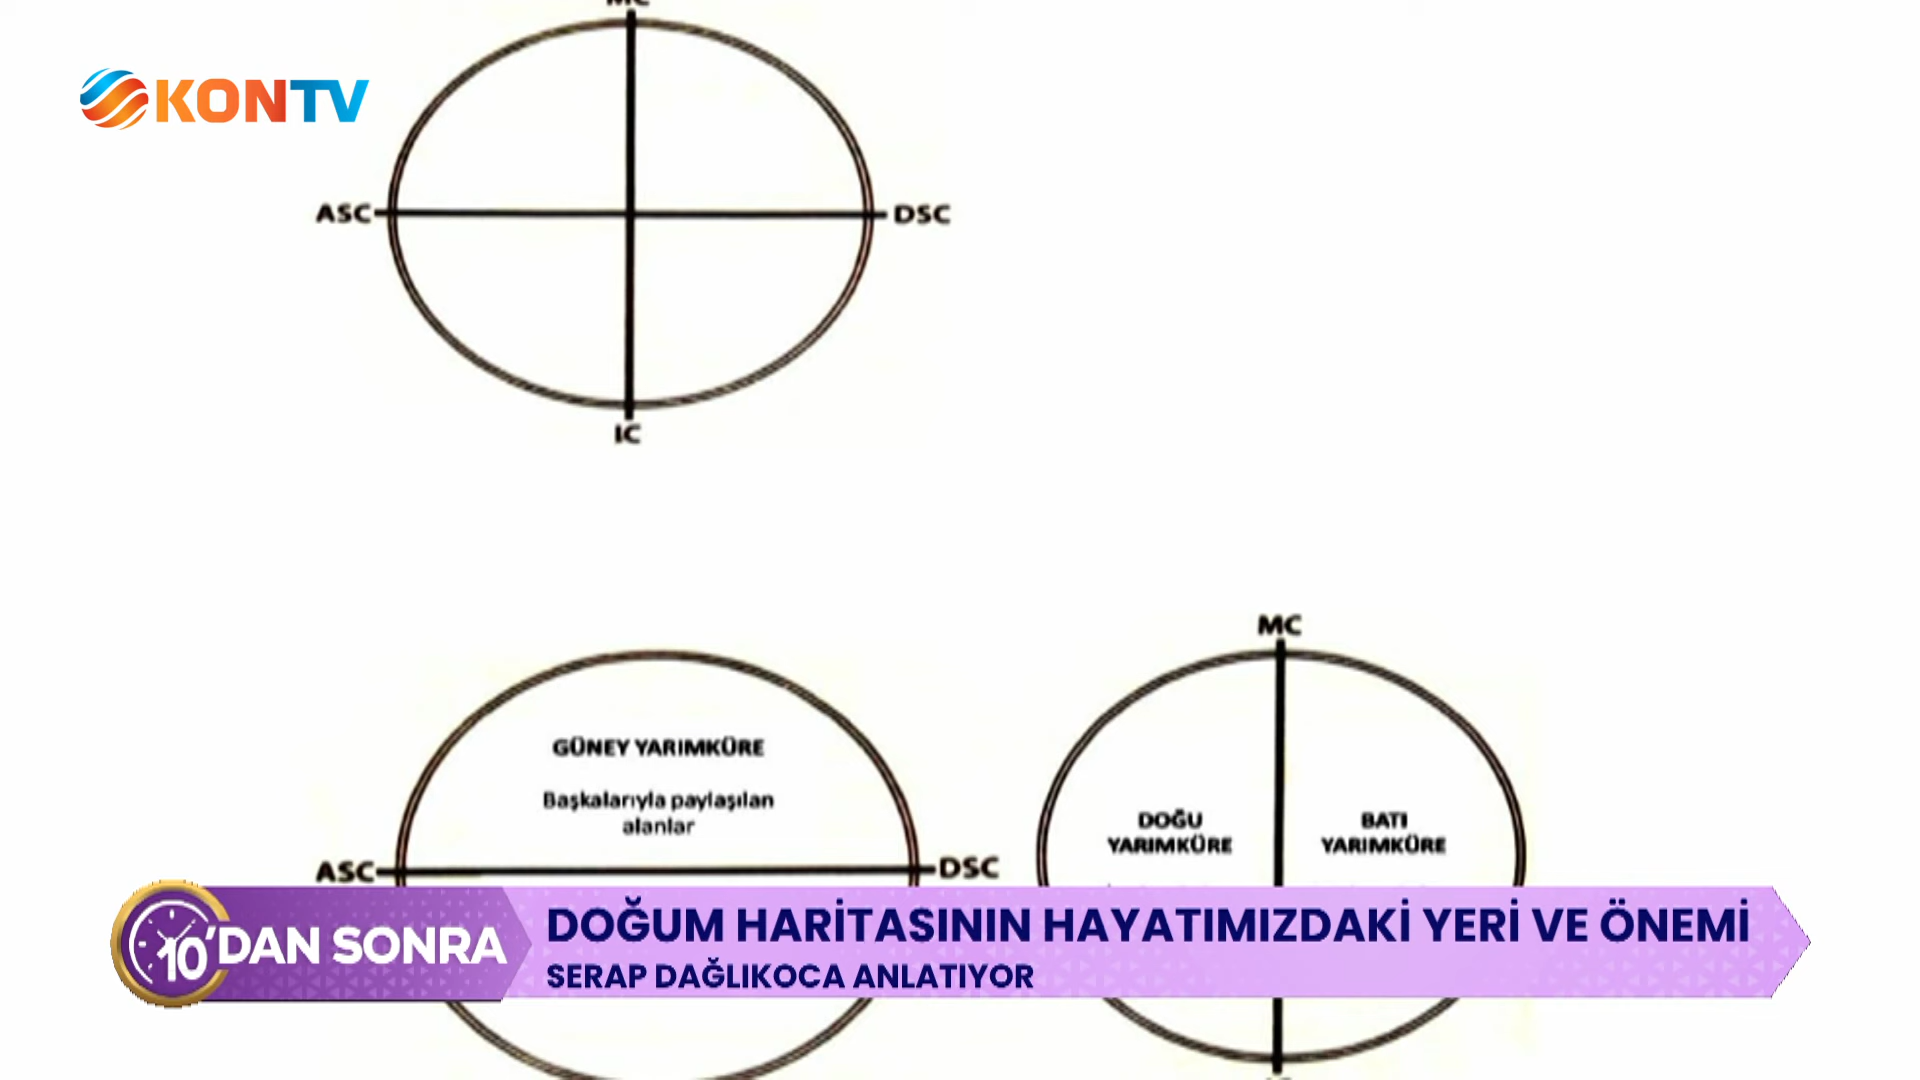 MC
KONTV
ASC
DSC
IC
MC
GÜNEY YARIMKÜRE
Başkalarıyla paylaşılan
alanlar
DOĞU
YARIMKÜRE
BATI
YARIMKÜRE
ASC
DSC
10'DAN SONRA
DOĞUM HARİTASININ HAYATIMIZDAKİ YERİ VE ÖNEMİ
SERAP DAĞLIKOCA ANLATIYOR